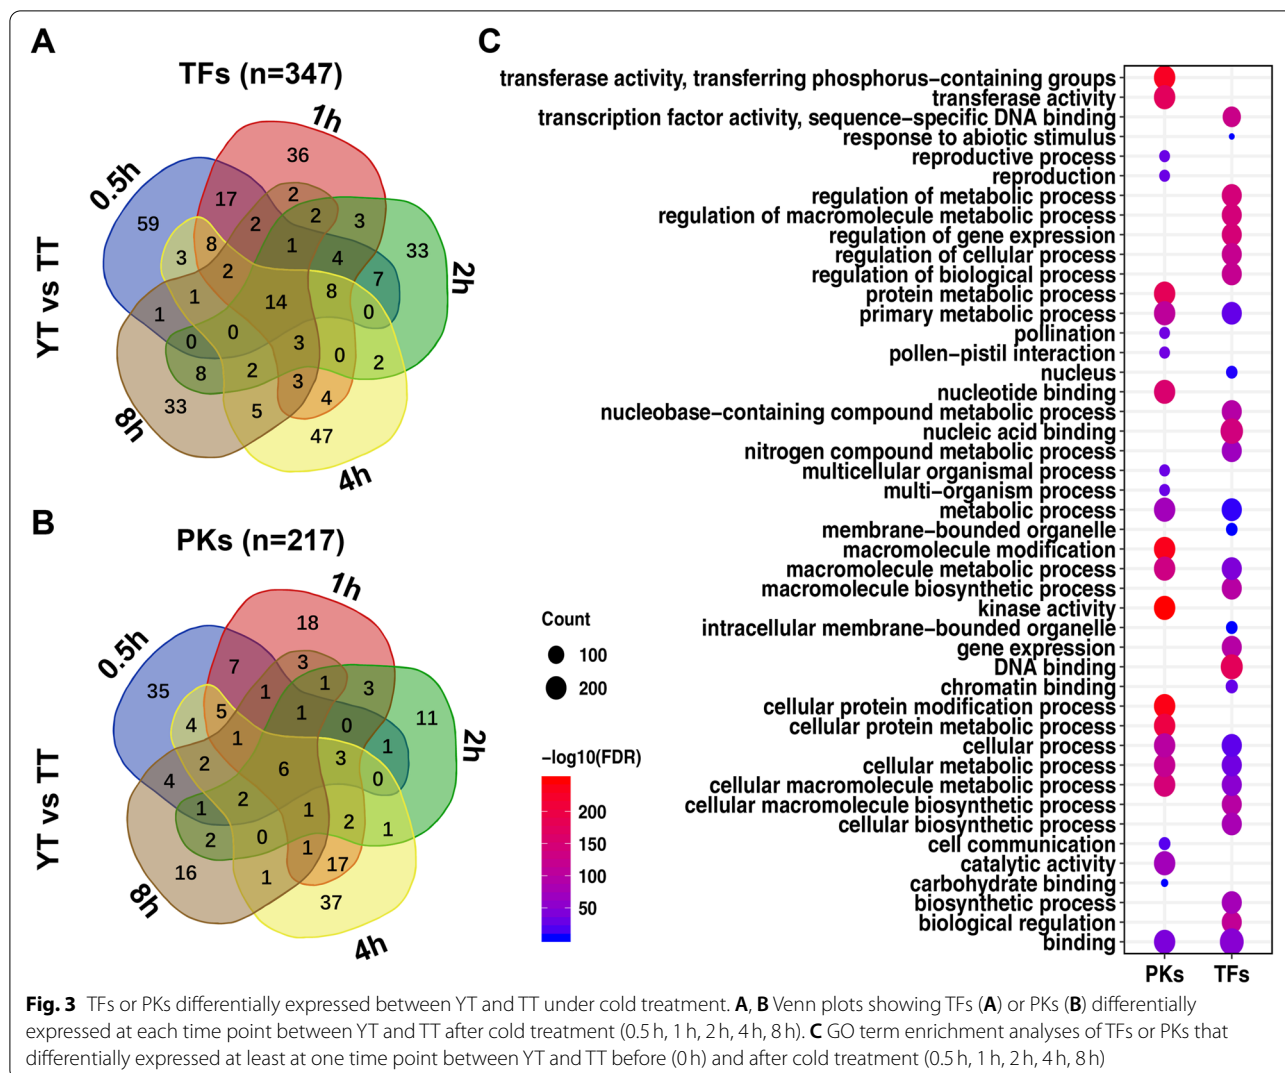 A
TFs (n=347)
YT vs TT
0.5h
1h
2h
4h
8h
59
36
33
47
33
17
2
2
3
2
8
3
1
4
7
2
1
14
8
0
1
0
0
3
0
2
8
2
3
4
5
B
PKs (n=217)
YT vs TT
0.5h
1h
2h
4h
8h
35
18
11
37
16
7
3
1
1
3
5
4
1
0
1
1
2
6
3
0
4
1
2
1
2
1
2
0
1
17
1
C
transferase activity, transferring phosphorus−containing groups
transferase activity
transcription factor activity, sequence−specific DNA binding
response to abiotic stimulus
reproductive process
reproduction
regulation of metabolic process
regulation of macromolecule metabolic process
regulation of gene expression
regulation of cellular process
regulation of biological process
protein metabolic process
primary metabolic process
pollination
pollen−pistil interaction
nucleus
nucleotide binding
nucleobase−containing compound metabolic process
nucleic acid binding
nitrogen compound metabolic process
multicellular organismal process
multi−organism process
metabolic process
membrane−bounded organelle
macromolecule modification
macromolecule metabolic process
macromolecule biosynthetic process
kinase activity
intracellular membrane−bounded organelle
gene expression
DNA binding
chromatin binding
cellular protein modification process
cellular protein metabolic process
cellular process
cellular metabolic process
cellular macromolecule metabolic process
cellular macromolecule biosynthetic process
cellular biosynthetic process
cell communication
catalytic activity
carbohydrate binding
biosynthetic process
biological regulation
binding
PKs TFs
Count
100
200
−log10(FDR)
200
150
100
50
Fig. 3 TFs or PKs differentially expressed between YT and TT under cold treatment. A, B Venn plots showing TFs (A) or PKs (B) differentially
expressed at each time point between YT and TT after cold treatment (0.5 h, 1 h, 2 h, 4 h, 8 h). C GO term enrichment analyses of TFs or PKs that
differentially expressed at least at one time point between YT and TT before (0 h) and after cold treatment (0.5 h, 1 h, 2 h, 4 h, 8 h)